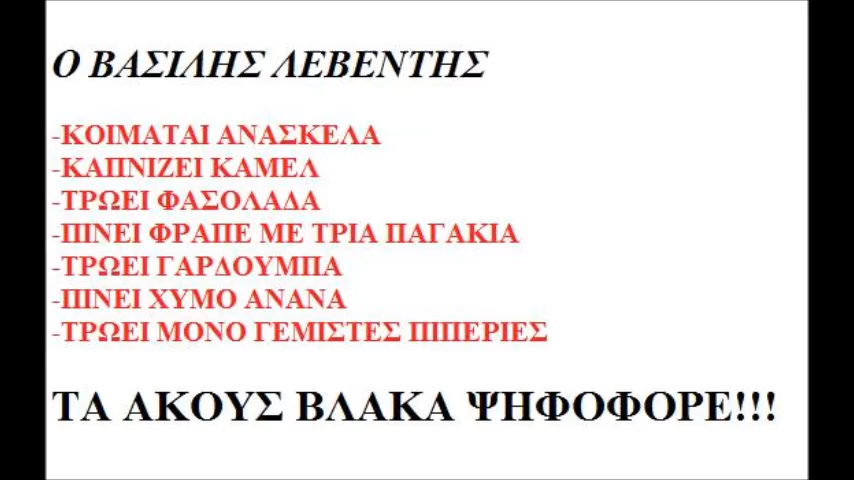 Ο ΒΑΣΙΛΗΣ ΛΕΒΕΝΤΗΣ
-ΚΟΙΜΑΤΑΙ ΑΝΑΣΚΕΛΑ
-ΚΑΠΝΙΖΕΙ ΚΑΜΕΛ
-ΤΡΩΕΙ ΦΑΣΟΛΑΔΑ
-ΠΙΝΕΙ ΦΡΑΠΕ ΜΕ ΤΡΙΑ ΠΑΓΑΚΙΑ
-ΤΡΩΕΙ ΓΑΡΔΟΥΜΠΑ
-ΠΙΝΕΙ ΧΥΜΟ ΑΝΑΝΑ
-ΤΡΩΕΙ ΜΟΝΟ ΓΕΜΙΣΤΕΣ ΠΙΠΕΡΙΕΣ
ΤΑ ΑΚΟΥΣ ΒΛΑΚΑ ΨΗΦΟΦΟΡΕ!!!